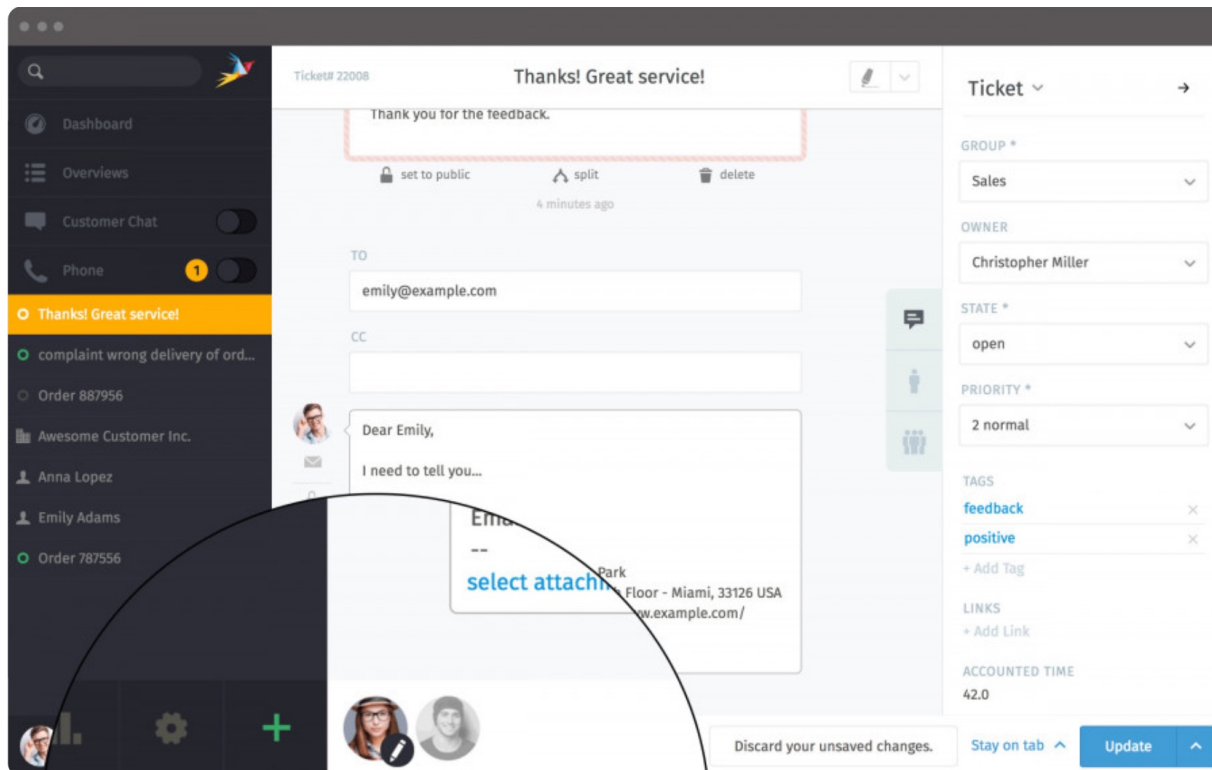 Ticket# 22008
Thanks! Great service!
Dashboard
Overviews
Customer Chat
Phone
1
Thanks! Great service!
complaint wrong delivery of ord...
Order 887956
Awesome Customer Inc.
Anna Lopez
Emily Adams
Order 787556
Thank you for the feedback.
set to public
split
delete
4 minutes ago
TO
emily@example.com
CC
Dear Emily,
I need to tell you...
--
select
Park
Floor - Miami, 33126 USA
.example.com/
Discard your unsaved changes.
Stay on tab
Update
Ticket
GROUP *
Sales
OWNER
Christopher Miller
STATE *
open
PRIORITY *
2 normal
TAGS
feedback
positive
+ Add Tag
LINKS
+ Add Link
ACCOUNTED TIME
42.0